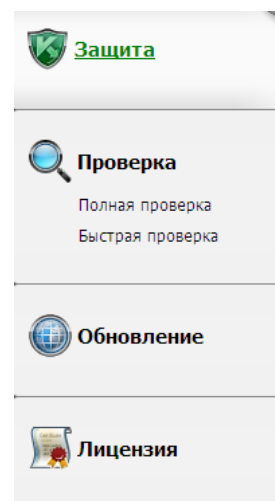 Защита
Проверка
Полная проверка
Быстрая проверка
Обновление
Лицензия